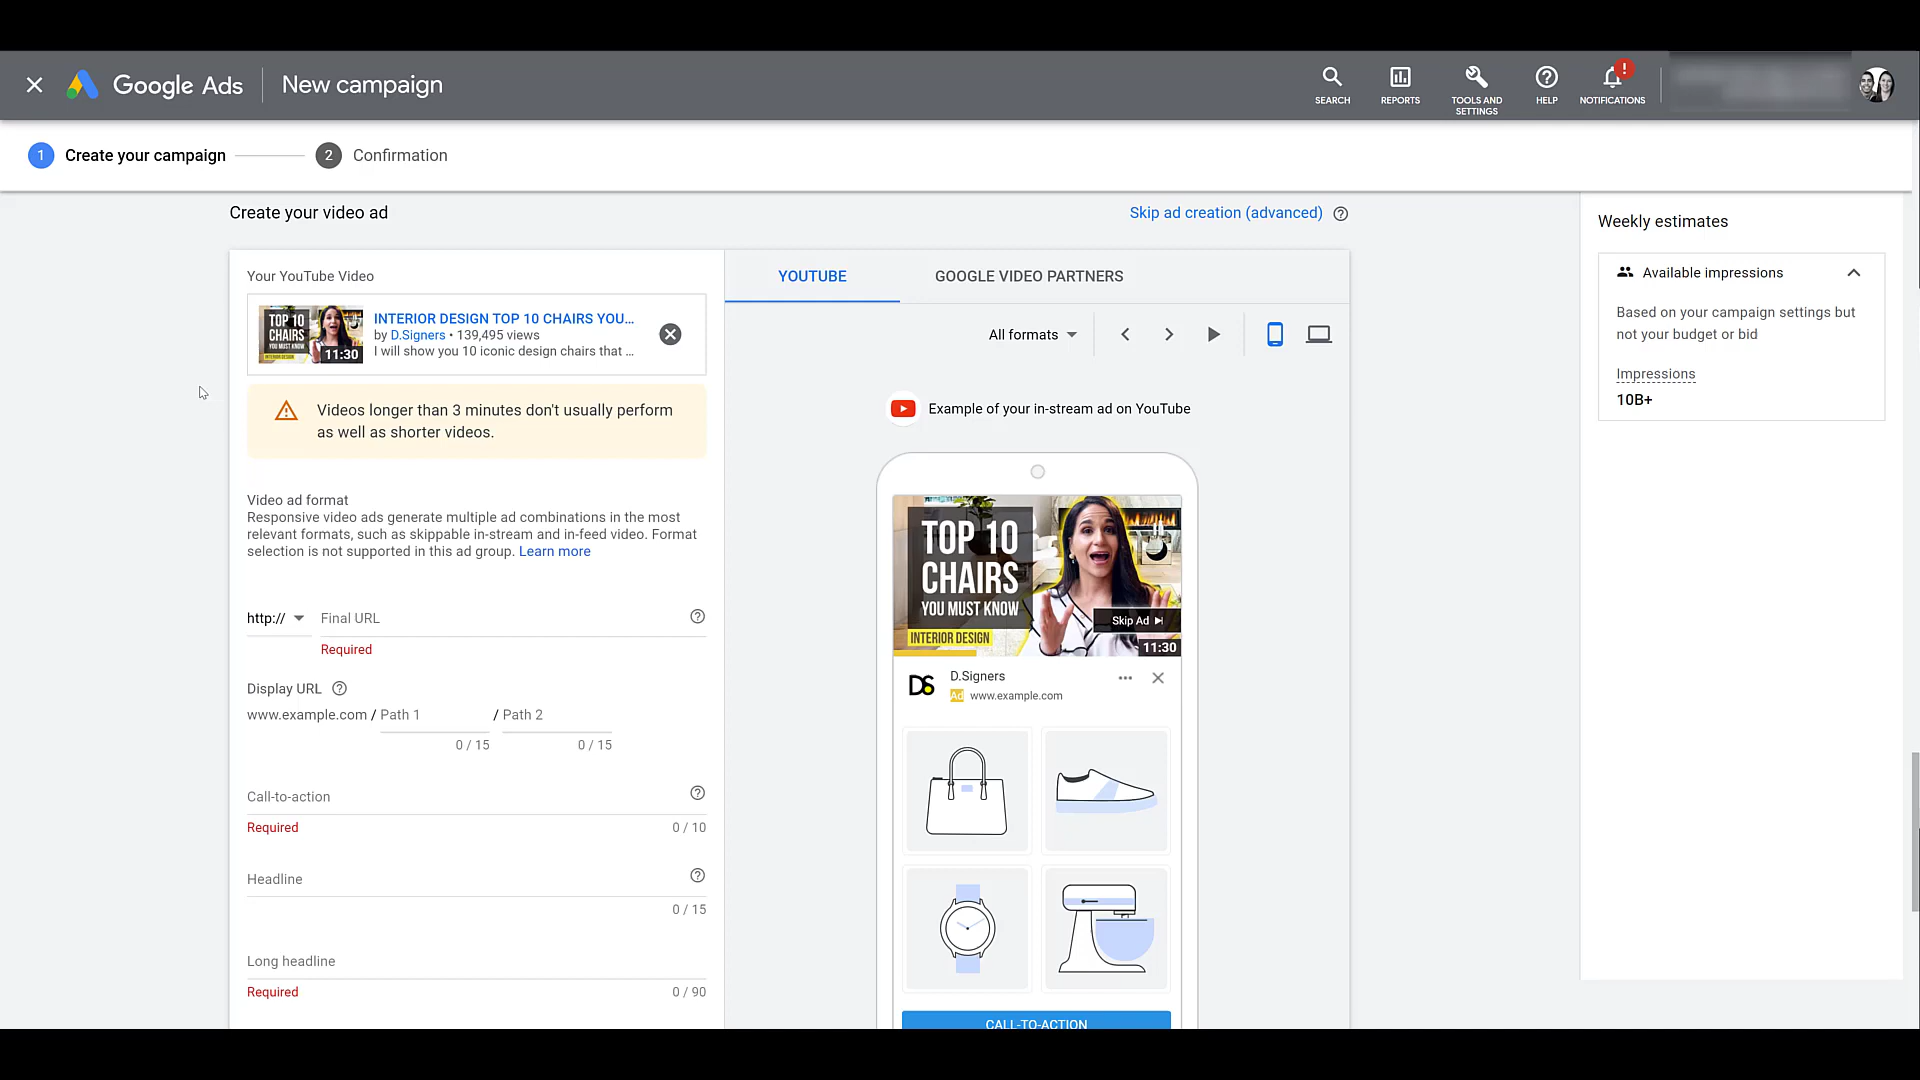 Google Ads
New campaign
SEARCH
REPORTS
TOOLS AND
SETTINGS
HELP
!
NOTIFICATIONS
1
Create your campaign
2
Confirmation
Create your video ad
Skip ad creation (advanced)
Your YouTube Video
TOP 10
CHAIRS
YOU MUST KNOW
INTERIOR DESIGN
11:30
INTERIOR DESIGN TOP 10 CHAIRS YOU...
by D.Signers • 139,495 views
I will show you 10 iconic design chairs that ...
Videos longer than 3 minutes don't usually perform
as well as shorter videos.
Video ad format
Responsive video ads generate multiple ad combinations in the most
relevant formats, such as skippable in-stream and in-feed video. Format
selection is not supported in this ad group. Learn more
http://
Final URL
Required
Display URL
www.example.com / Path 1 / Path 2
0 / 15 0 / 15
Call-to-action
Required 0 / 10
Headline
0 / 15
Long headline
Required 0 / 90
YOUTUBE
GOOGLE VIDEO PARTNERS
All formats
Example of your in-stream ad on YouTube
TOP 10
CHAIRS
YOU MUST KNOW
INTERIOR DESIGN
Skip Ad
11:30
DS
D.Signers
Ad www.example.com
CALL-TO-ACTION
Weekly estimates
Available impressions
Based on your campaign settings but
not your budget or bid
Impressions
10B+